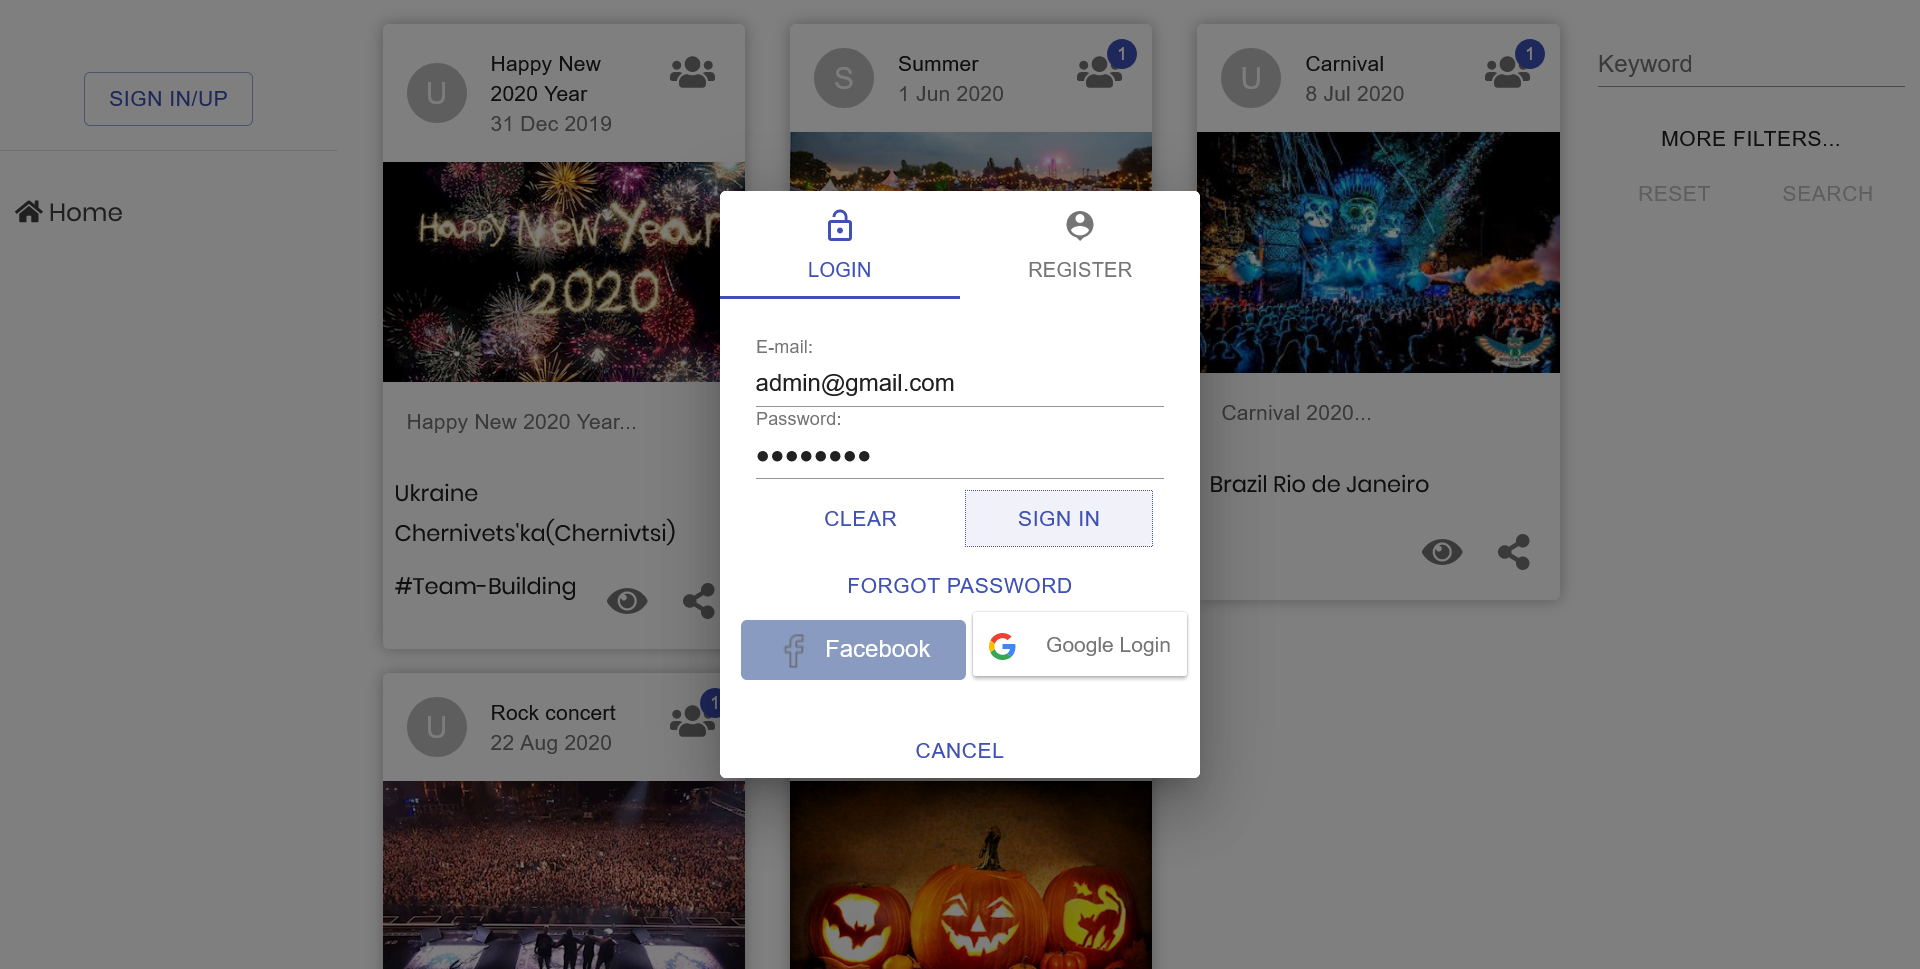 SIGN IN/UP
Home
U
Happy New
2020 Year
31 Dec 2019
Happy New Year
2020
Happy New 2020 Year...
Ukraine
Chernivets'ka(Chernivtsi)
#Team-Building
S
Summer
1 Jun 2020
1
U
Carnival
8 Jul 2020
1
Carnival 2020...
Brazil Rio de Janeiro
Keyword
MORE FILTERS...
RESET SEARCH
LOGIN REGISTER
E-mail:
admin@gmail.com
Password:
••••••••
CLEAR SIGN IN
FORGOT PASSWORD
Facebook Google Login
CANCEL
U
Rock concert
22 Aug 2020
1